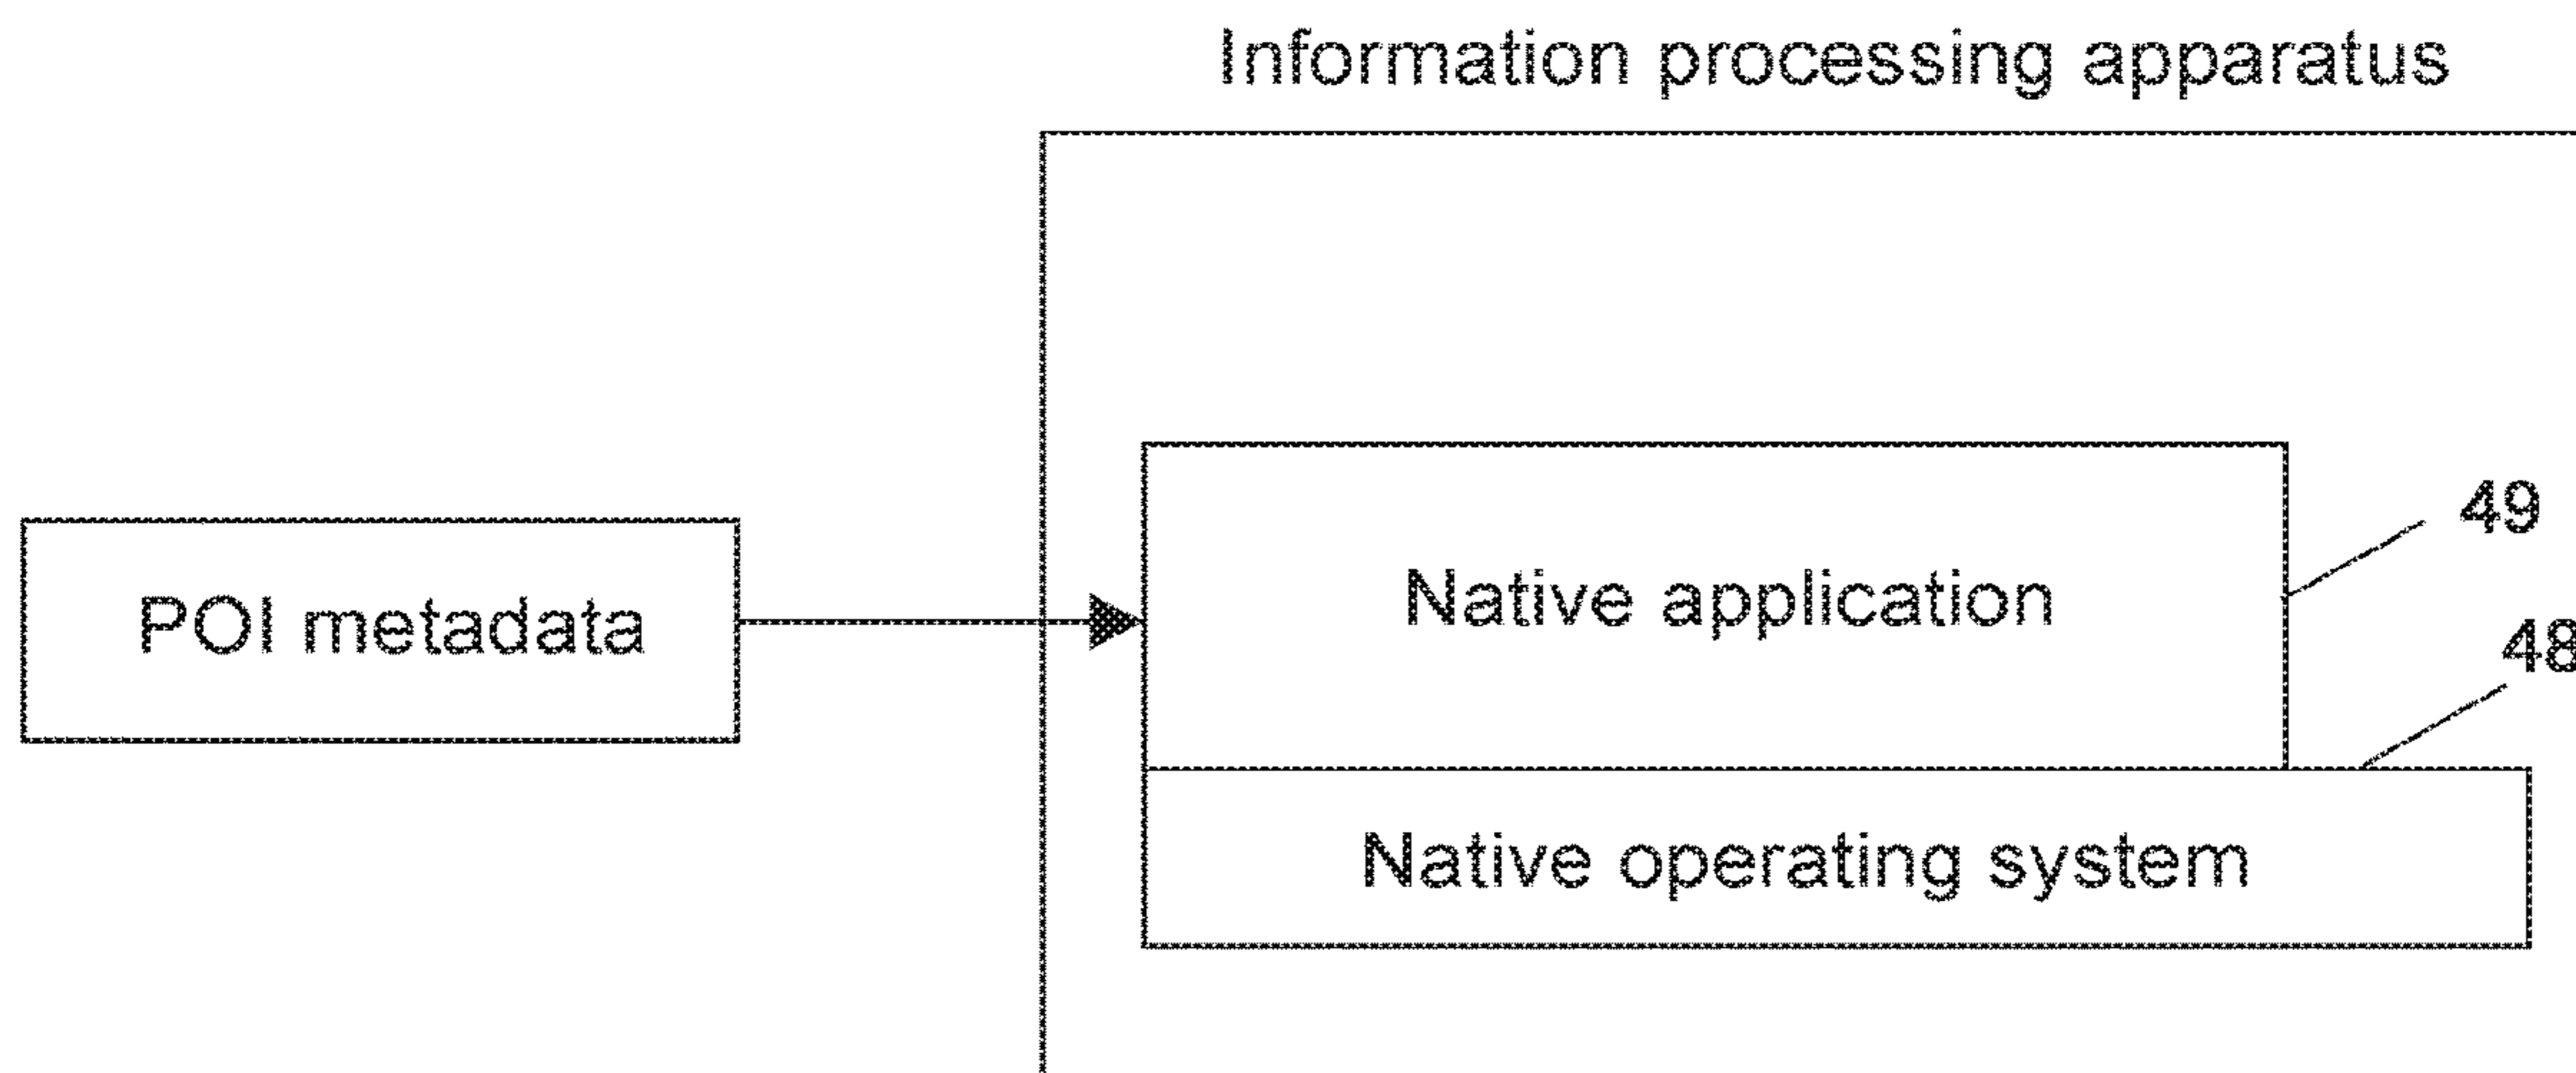 Information processing apparatus
49
POI metadata
Native application
48
Native operating system